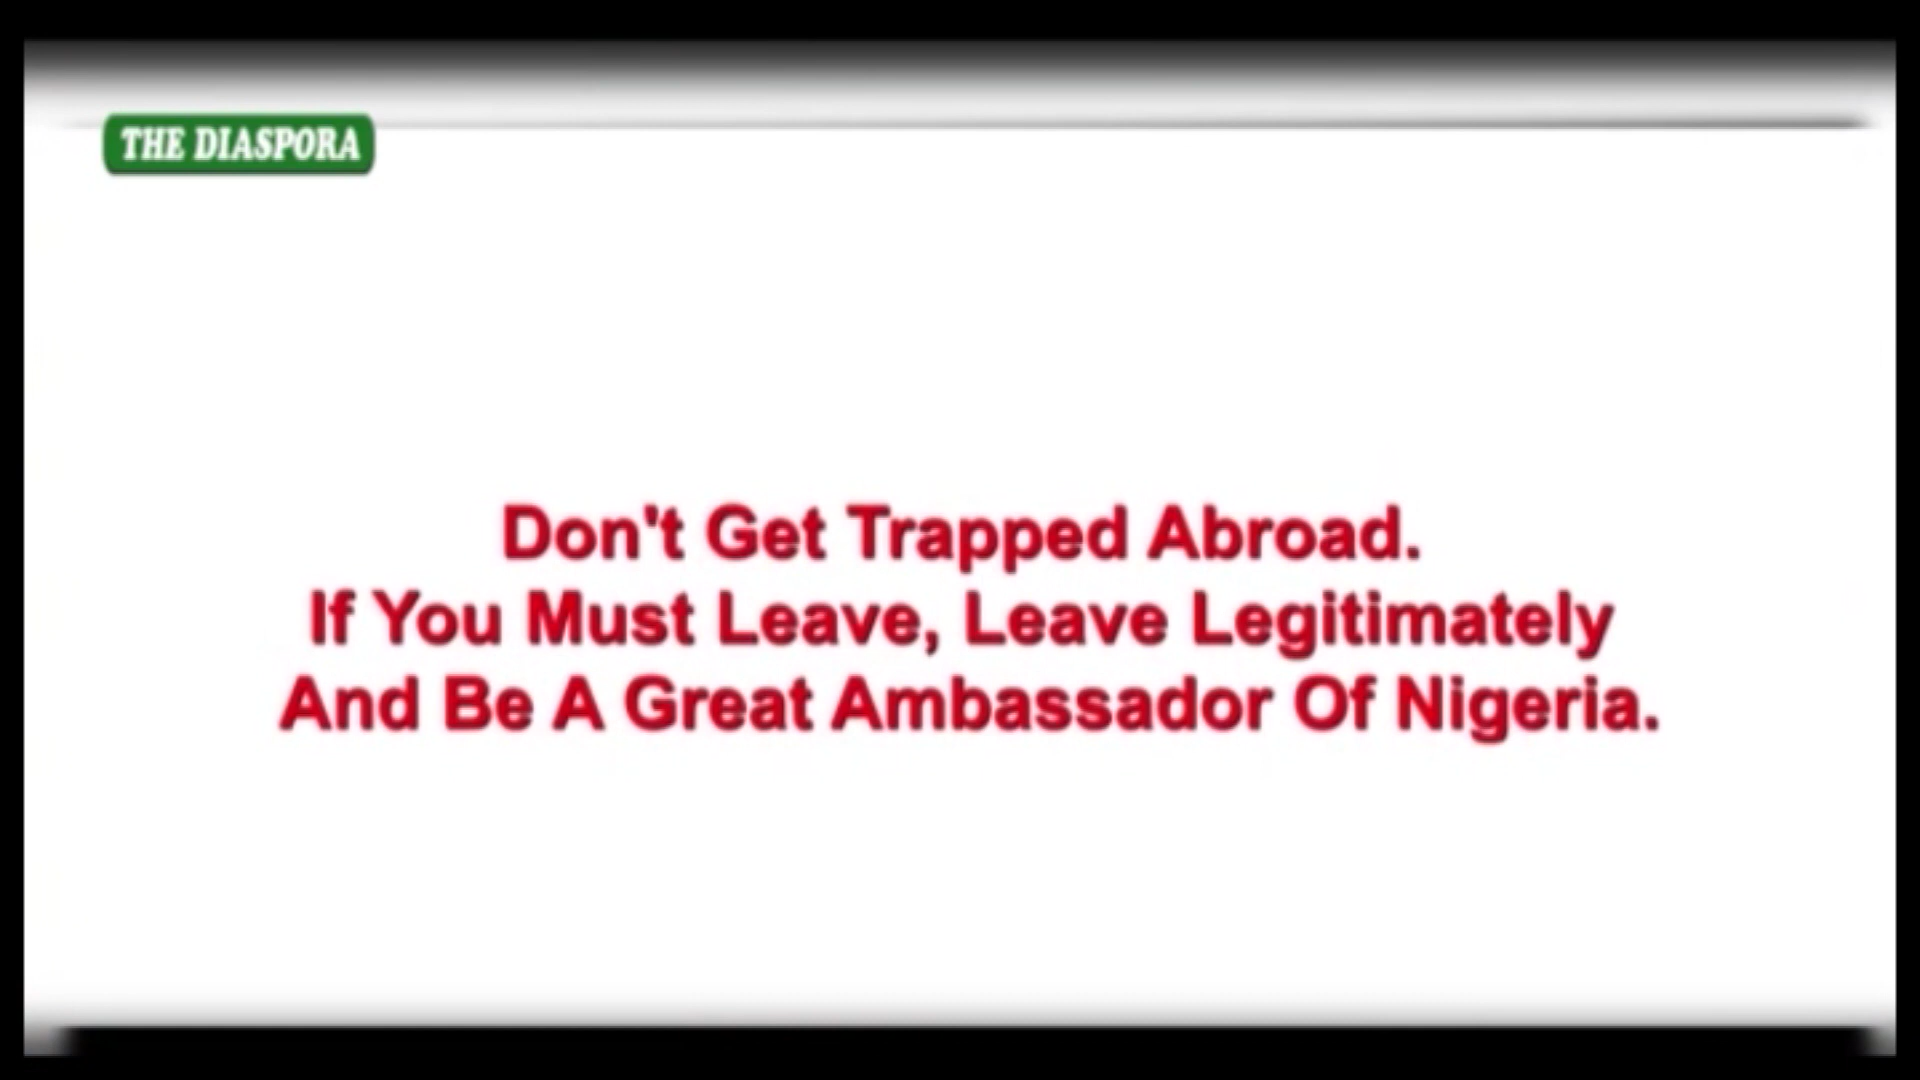 THE DIASPORA
Don't Get Trapped Abroad.
If You Must Leave, Leave Legitimately
And Be A Great Ambassador Of Nigeria.